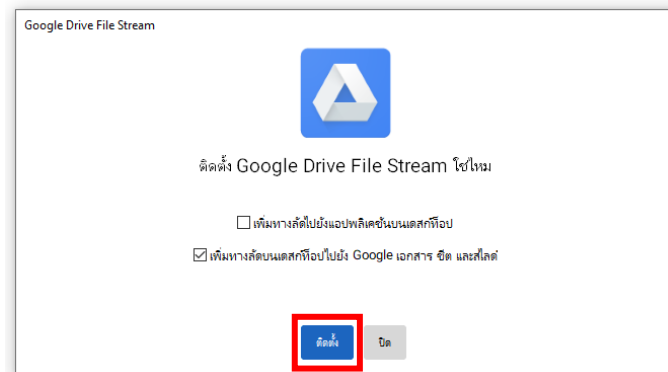 Google Drive File Stream
ติดตั้ง Google Drive File Stream ใช่ไหม
เพิ่มทางลัดไปยังแอปพลิเคชันบนเดสก์ท็อป
เพิ่มทางลัดบนเดสก์ท็อปไปยัง Google เอกสาร ชีต และสไลด์
ติดตั้ง
ปิด